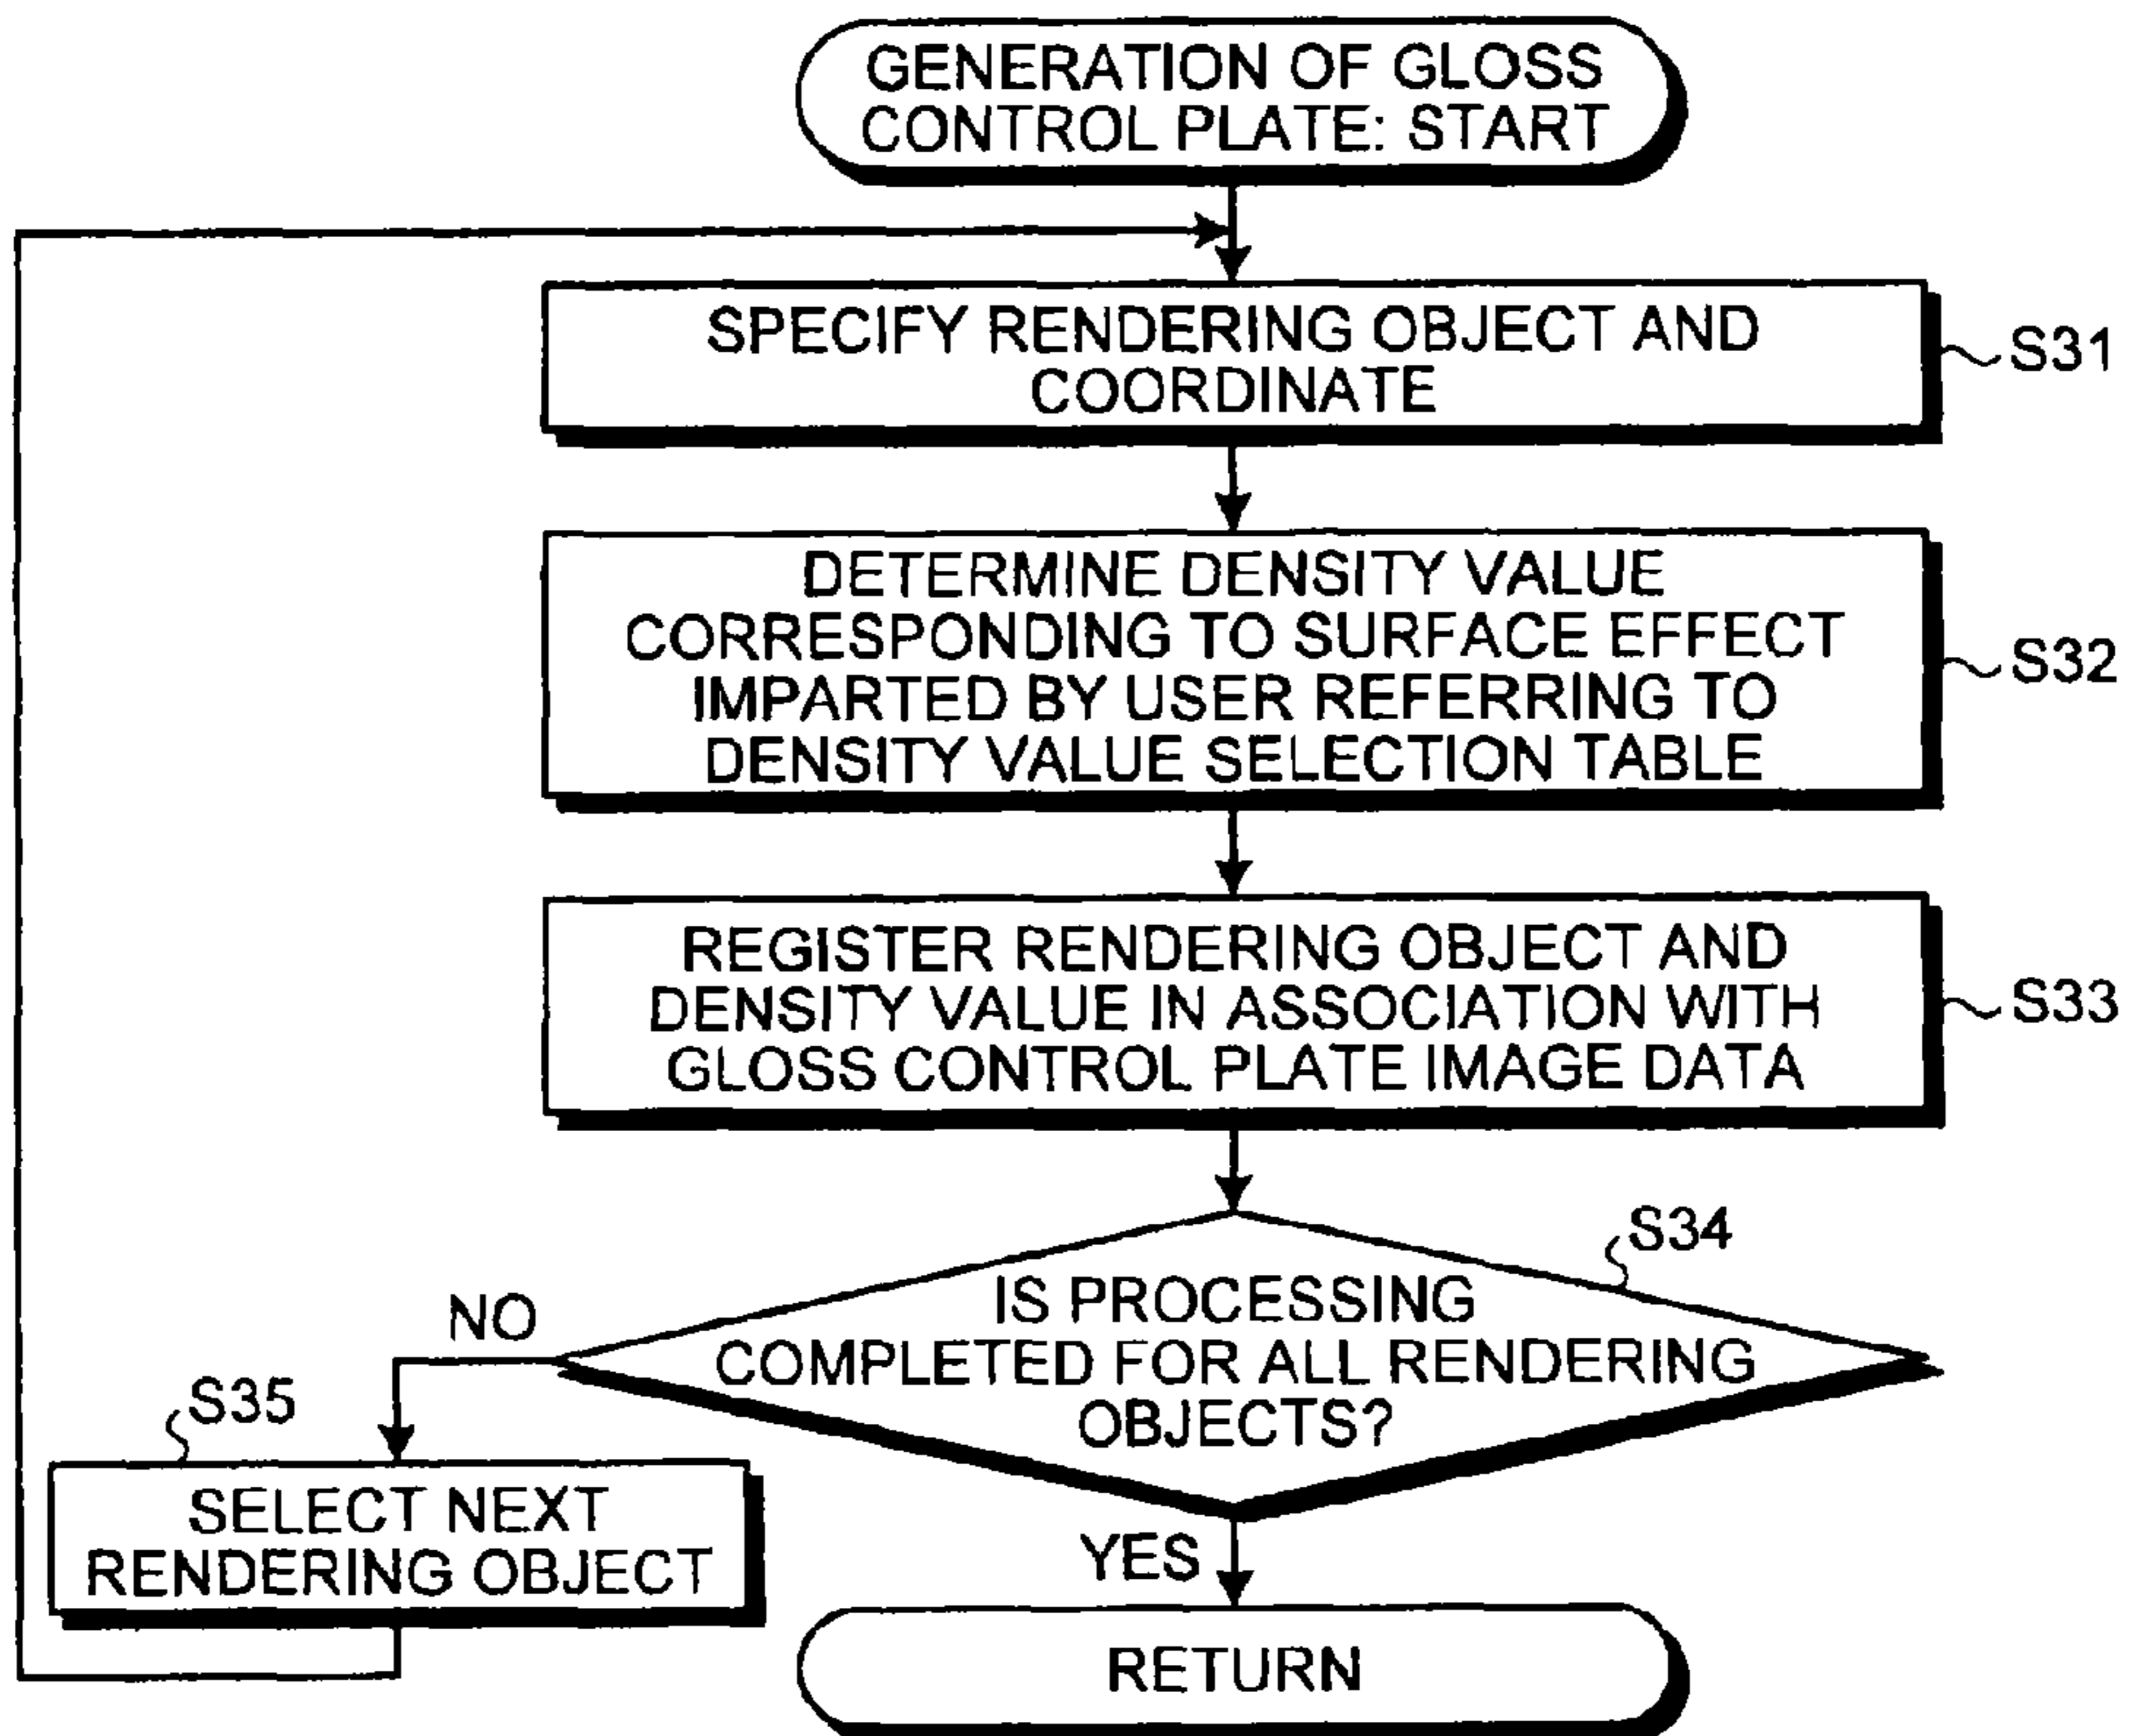 GENERATION OF GLOSS
CONTROL PLATE: START
SPECIFY RENDERING OBJECT AND
COORDINATE
S31
DETERMINE DENSITY VALUE
CORRESPONDING TO SURFACE EFFECT
IMPARTED BY USER REFERRING TO
DENSITY VALUE SELECTION TABLE
S32
REGISTER RENDERING OBJECT AND
DENSITY VALUE IN ASSOCIATION WITH
GLOSS CONTROL PLATE IMAGE DATA
S33
S34
IS PROCESSING
COMPLETED FOR ALL RENDERING
OBJECTS?
NO
S35
SELECT NEXT
RENDERING OBJECT
YES
RETURN